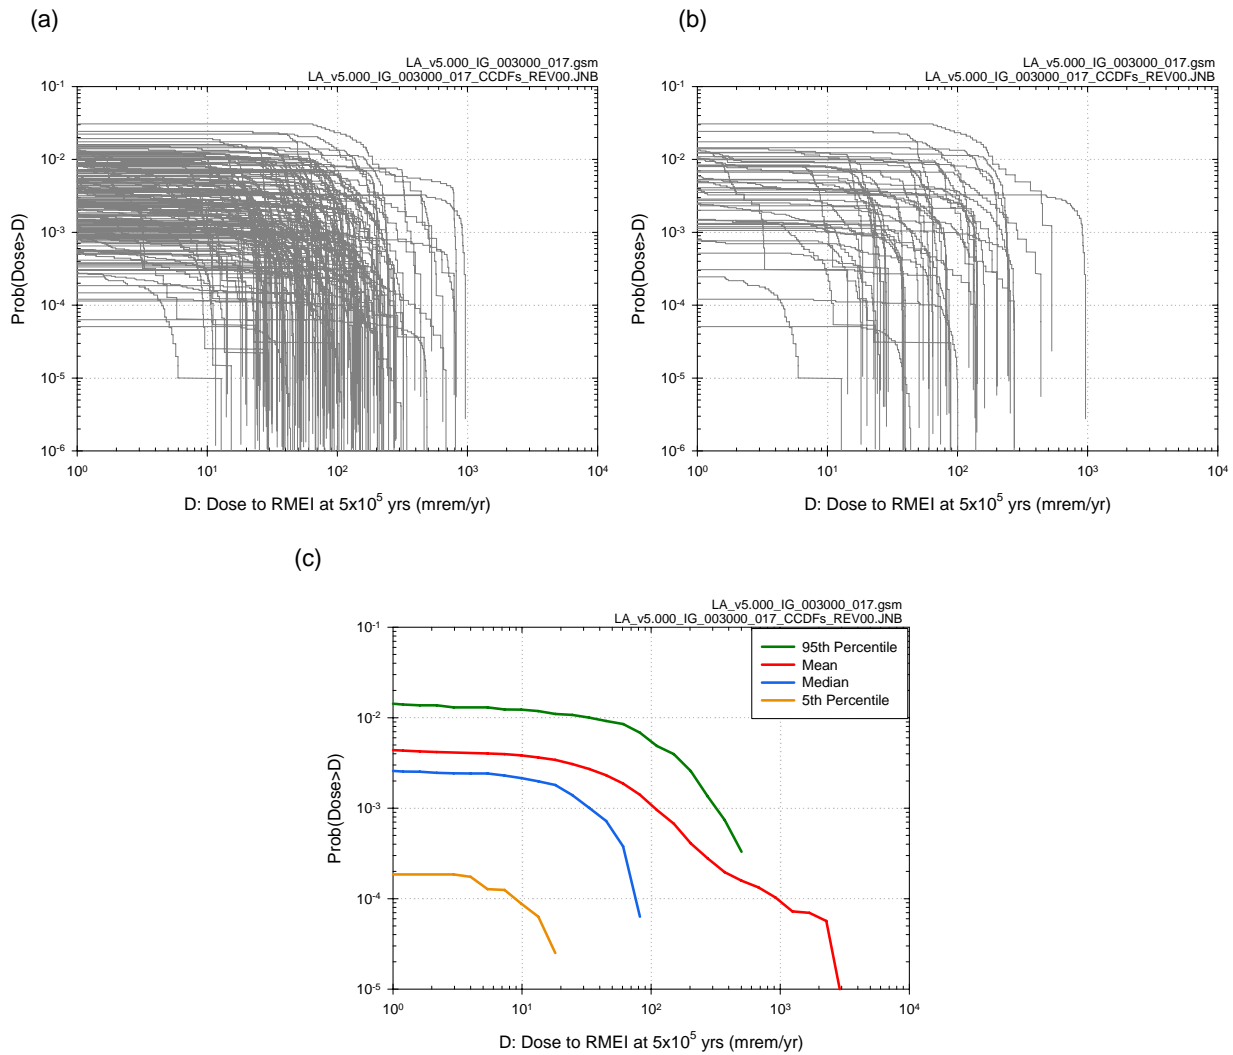 (a)
LA_v5.000_IG_003000_017.gsm
LA_v5.000_IG_003000_017_CCDFs_REV00.JNB
10⁻¹
10⁻²
10⁻³
10⁻⁴
10⁻⁵
10⁻⁶
Prob(Dose>D)
10⁰ 10¹ 10² 10³ 10⁴
D: Dose to RMEI at 5x10⁵ yrs (mrem/yr)
(b)
LA_v5.000_IG_003000_017.gsm
LA_v5.000_IG_003000_017_CCDFs_REV00.JNB
10⁻¹
10⁻²
10⁻³
10⁻⁴
10⁻⁵
10⁻⁶
Prob(Dose>D)
10⁰ 10¹ 10² 10³ 10⁴
D: Dose to RMEI at 5x10⁵ yrs (mrem/yr)
(c)
LA_v5.000_IG_003000_017.gsm
LA_v5.000_IG_003000_017_CCDFs_REV00.JNB
10⁻¹
10⁻²
10⁻³
10⁻⁴
10⁻⁵
Prob(Dose>D)
95th Percentile
Mean
Median
5th Percentile
10⁰ 10¹ 10² 10³ 10⁴
D: Dose to RMEI at 5x10⁵ yrs (mrem/yr)